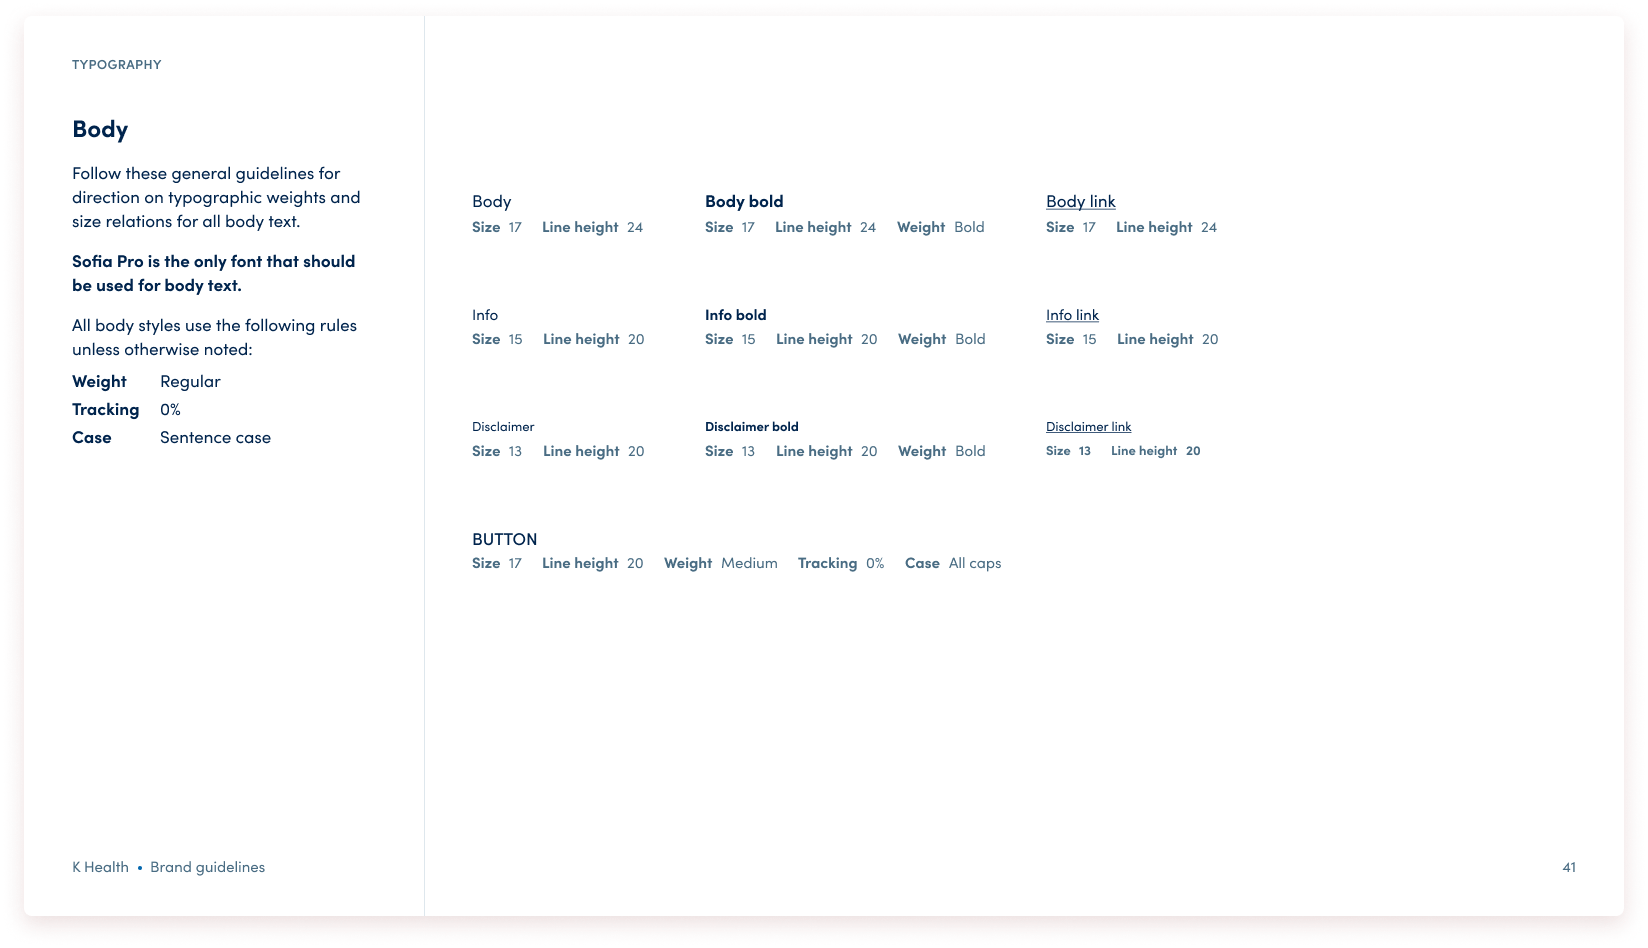 TYPOGRAPHY
Body
Follow these general guidelines for
direction on typographic weights and
size relations for all body text.
Sofia Pro is the only font that should
be used for body text.
All body styles use the following rules
unless otherwise noted:
Weight Regular
Tracking 0%
Case Sentence case
Body
Size 17 Line height 24
Body bold
Size 17 Line height 24 Weight Bold
Body link
Size 17 Line height 24
Info
Size 15 Line height 20
Info bold
Size 15 Line height 20 Weight Bold
Info link
Size 15 Line height 20
Disclaimer
Size 13 Line height 20
Disclaimer bold
Size 13 Line height 20 Weight Bold
Disclaimer link
Size 13 Line height 20
BUTTON
Size 17 Line height 20 Weight Medium Tracking 0% Case All caps
K Health • Brand guidelines
41